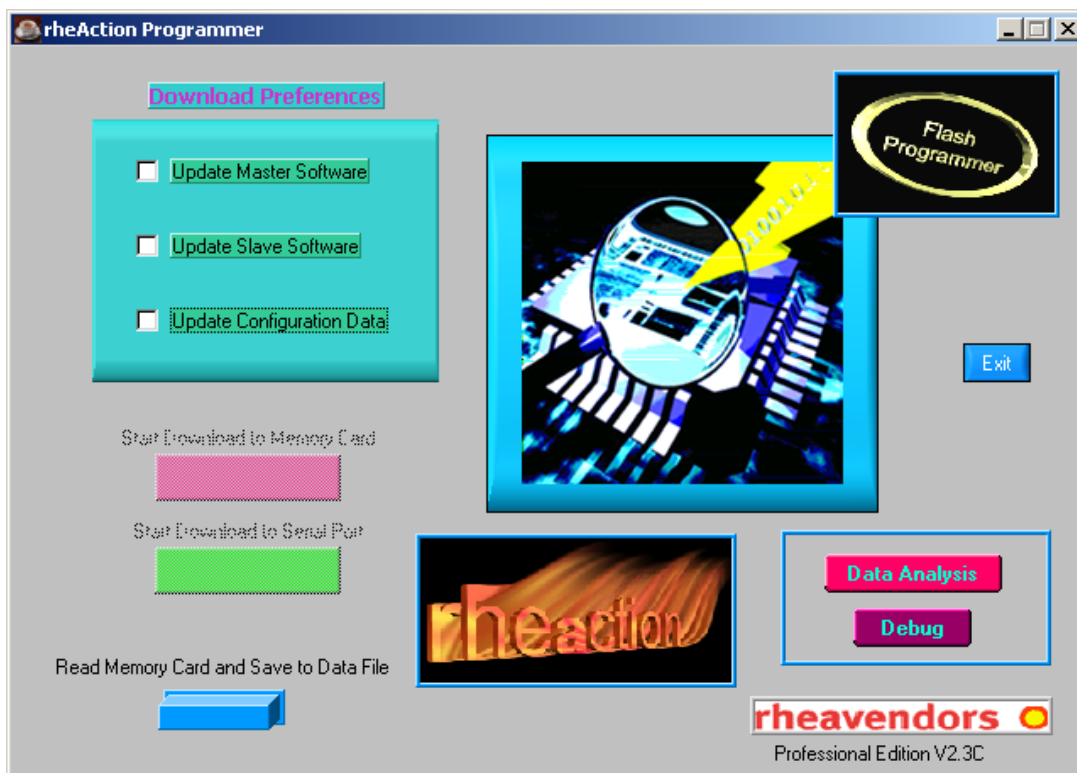 rheAction Programmer
Download Preferences
Update Master Software
Update Slave Software
Update Configuration Data
Flash
Programmer
Exit
Start Download to Memory Card
Start Download to Serial Port
Read Memory Card and Save to Data File
rheaction
Data Analysis
Debug
rheavendors
Professional Edition V2.3C